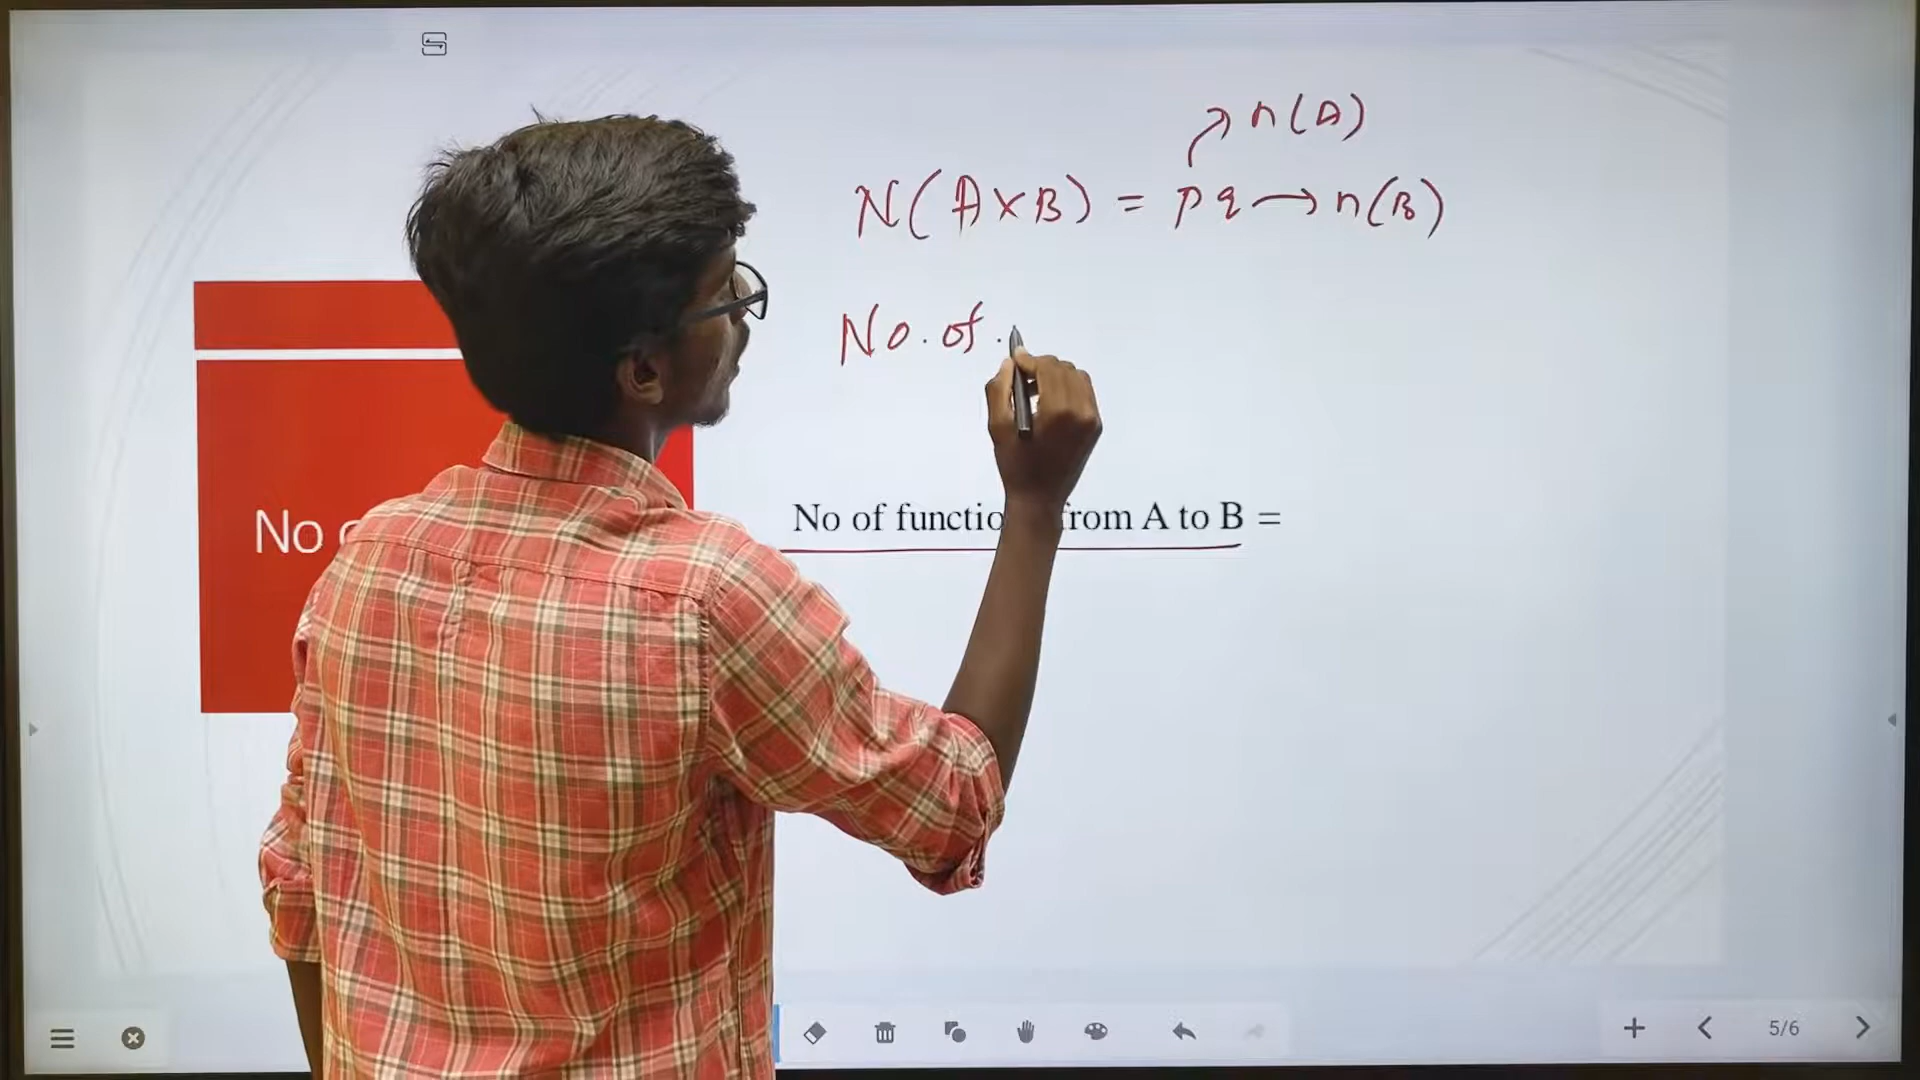 n(A)
N(A×B) = pq → n(B)
No. of
No
No of functio from A to B =
5/6